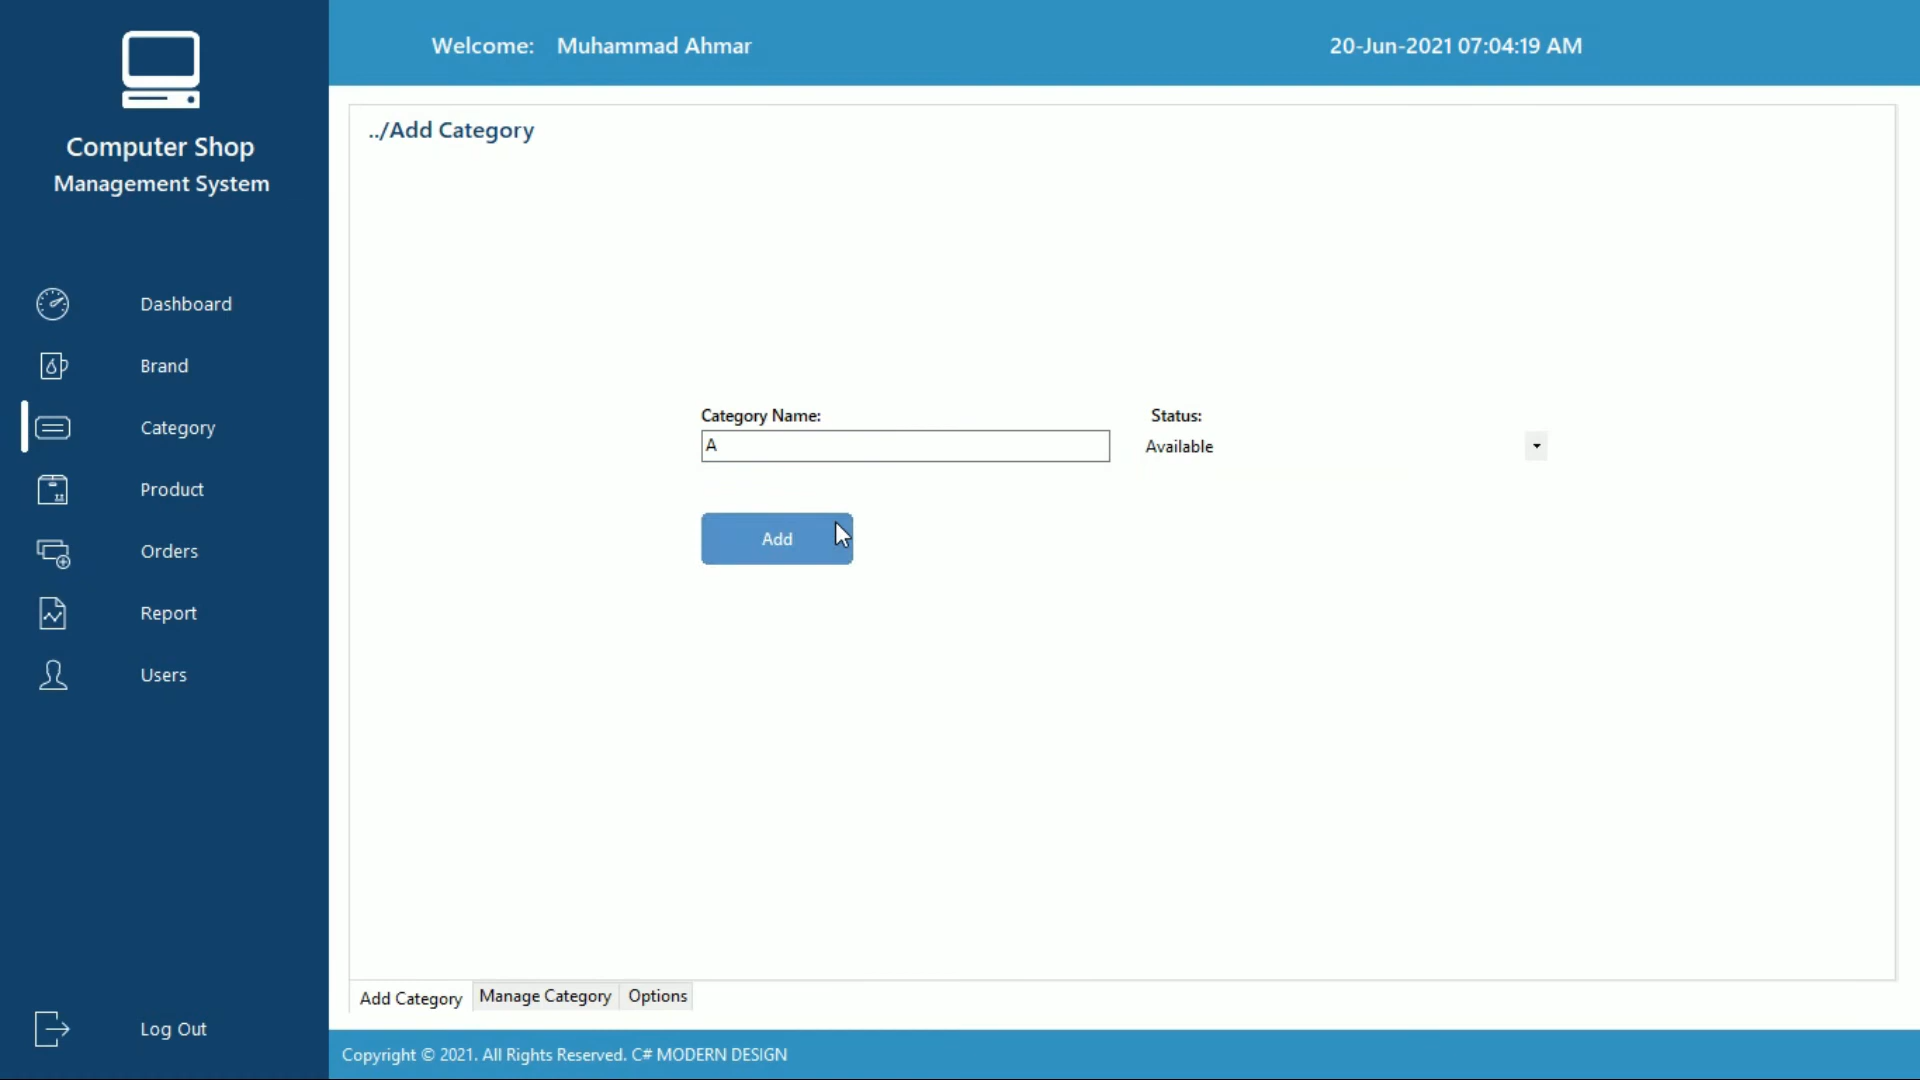 Computer Shop
Management System
Dashboard
Brand
Category
Product
Orders
Report
Users
Log Out
Welcome: Muhammad Ahmar
20-Jun-2021 07:04:19 AM
../Add Category
Category Name:
Status:
A
Available
Add
Add Category
Manage Category
Options
Copyright © 2021. All Rights Reserved. C# MODERN DESIGN